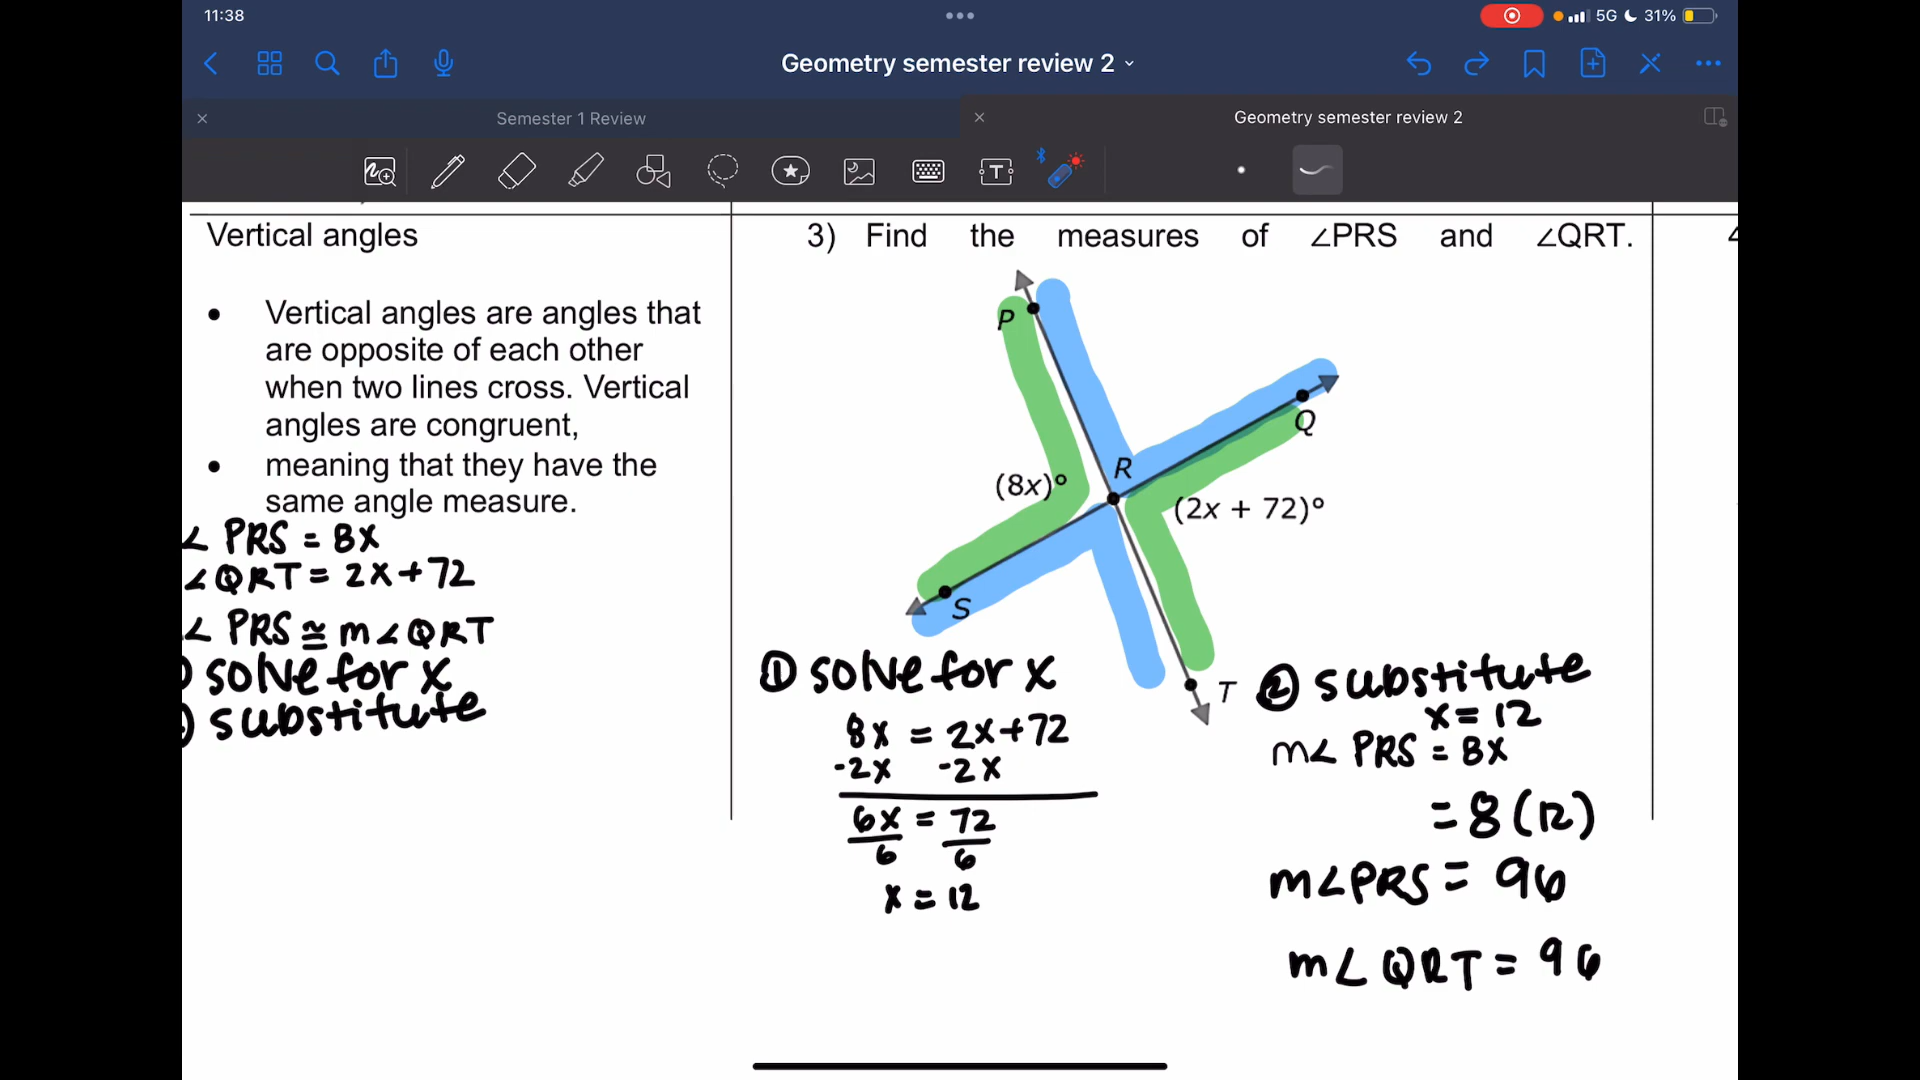 11:38
5G 31%
Geometry semester review 2
Semester 1 Review
Geometry semester review 2
Vertical angles
• Vertical angles are angles that
are opposite of each other
when two lines cross. Vertical
angles are congruent,
• meaning that they have the
same angle measure.
∠ PRS = 8x
∠QRT = 2x+72
∠ PRS ≅ m∠QRT
solve for x
substitute
3) Find the measures of ∠PRS and ∠QRT.
P
Q
R
(8x)°
(2x + 72)°
S
T
① solve for x
8x = 2x+72
-2x -2x
6x = 72
6 6
x = 12
② substitute
x = 12
m∠ PRS = 8x
= 8(12)
m∠PRS = 96
m∠QRT = 96